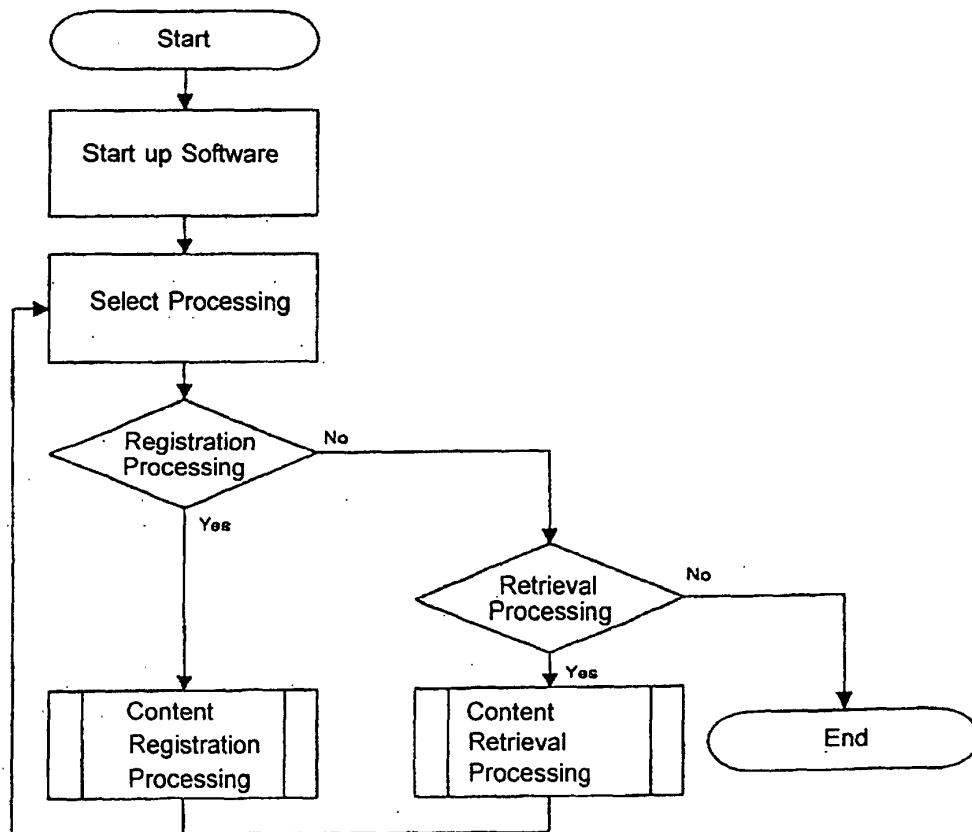 Start
Start up Software
Select Processing
Registration
Processing
No
Yes
Retrieval
Processing
No
Yes
Content
Registration
Processing
Content
Retrieval
Processing
End